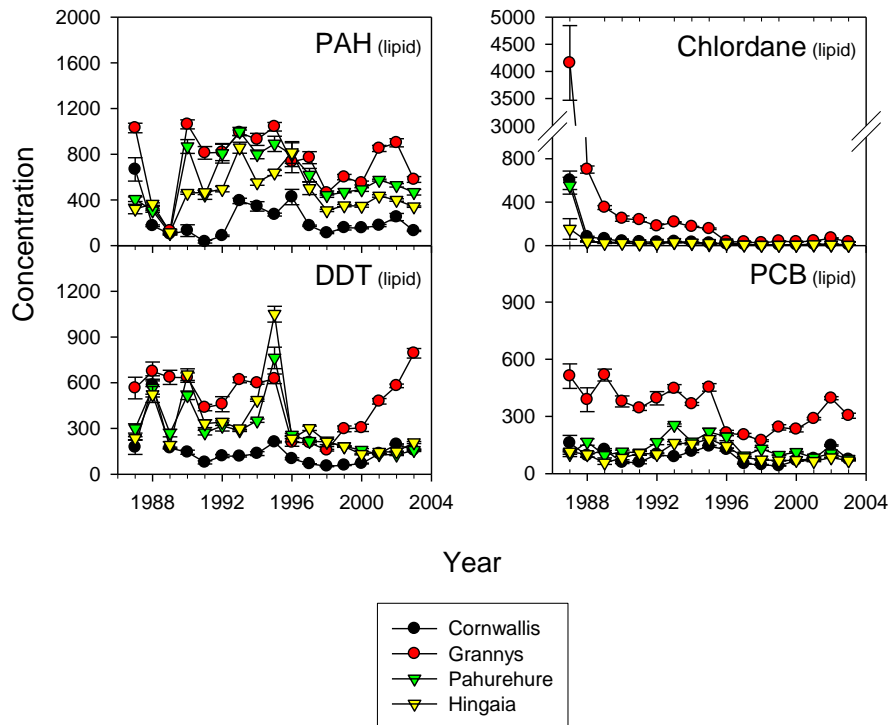 PAH (lipid)
2000
1600
1200
800
400
0
Chlordane (lipid)
5000
4500
4000
3500
3000
800
400
0
Concentration
DDT (lipid)
1200
900
600
300
0
1988 1992 1996 2000 2004
PCB (lipid)
900
600
300
0
1988 1992 1996 2000 2004
Year
Cornwallis
Grannys
Pahurehure
Hingaia